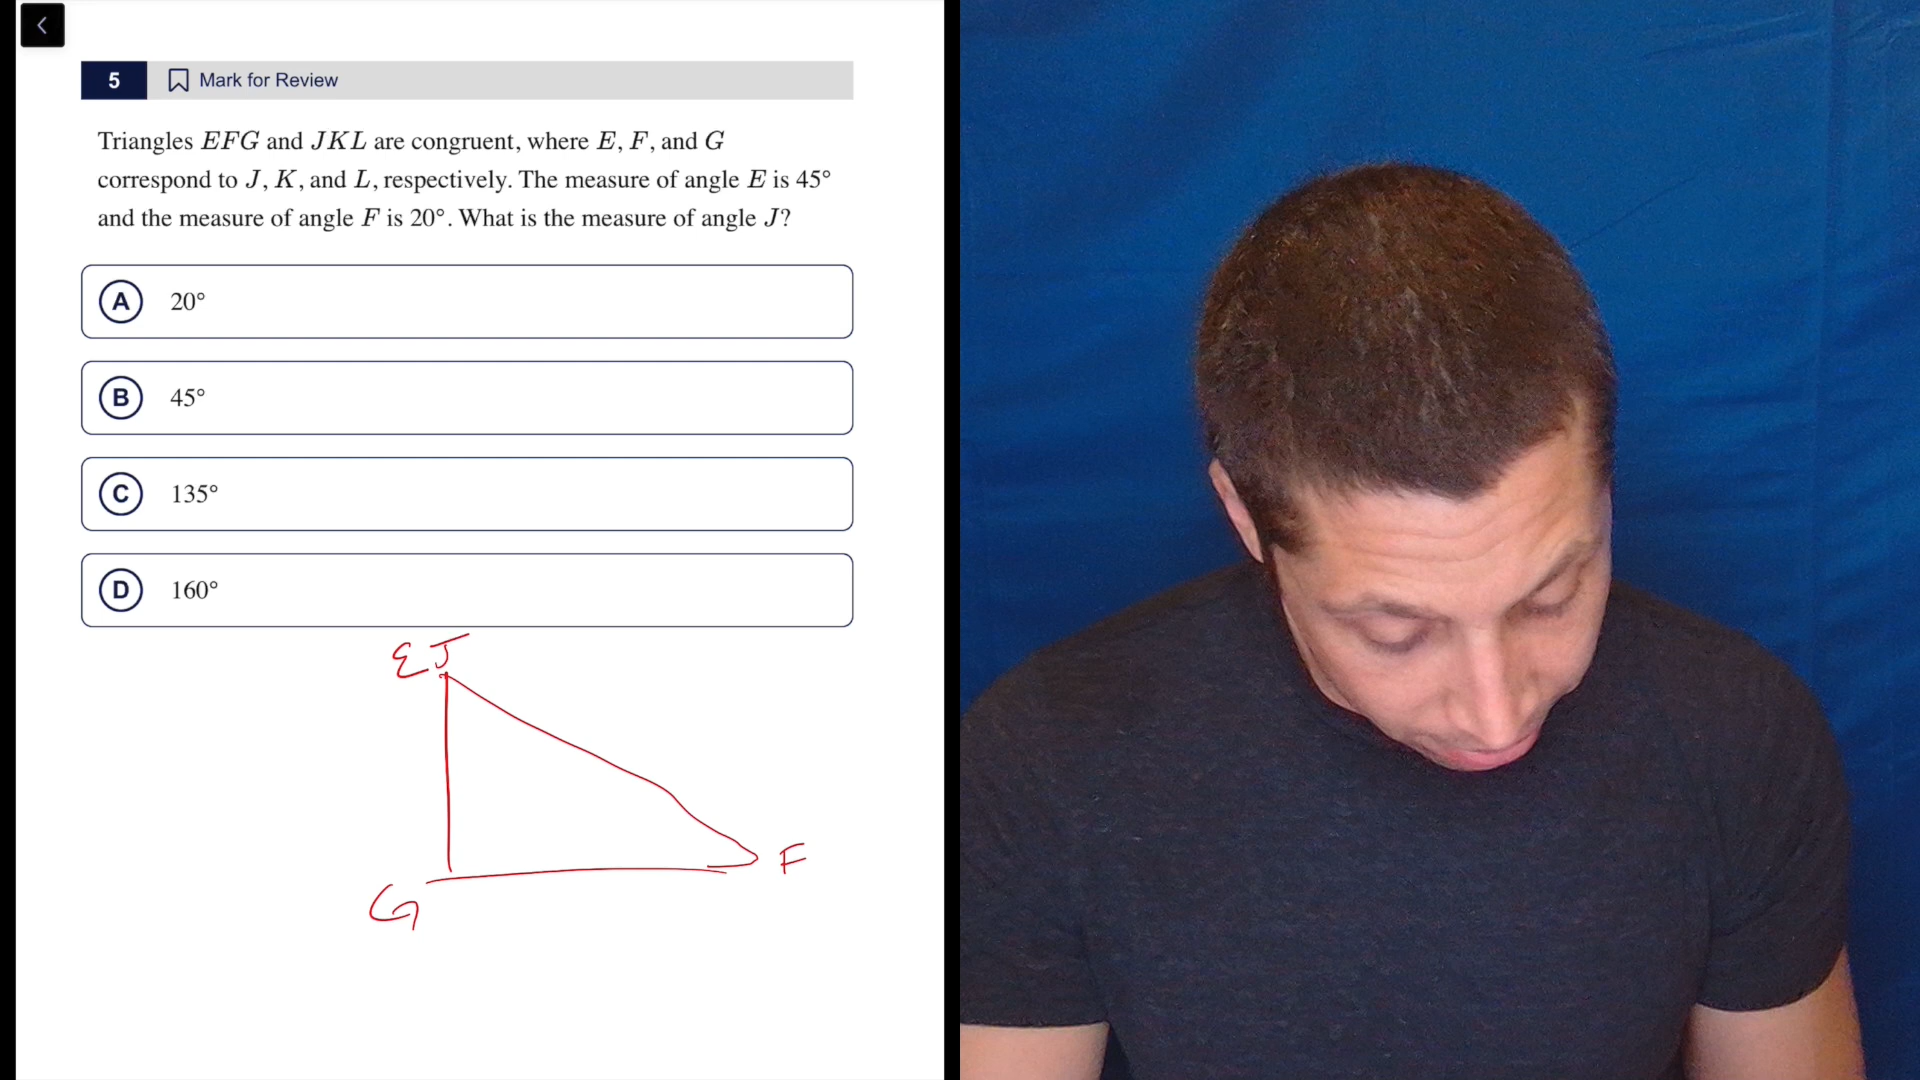 5 Mark for Review
Triangles EFG and JKL are congruent, where E, F, and G
correspond to J, K, and L, respectively. The measure of angle E is 45°
and the measure of angle F is 20°. What is the measure of angle J?
A 20°
B 45°
C 135°
D 160°
E J
F
G